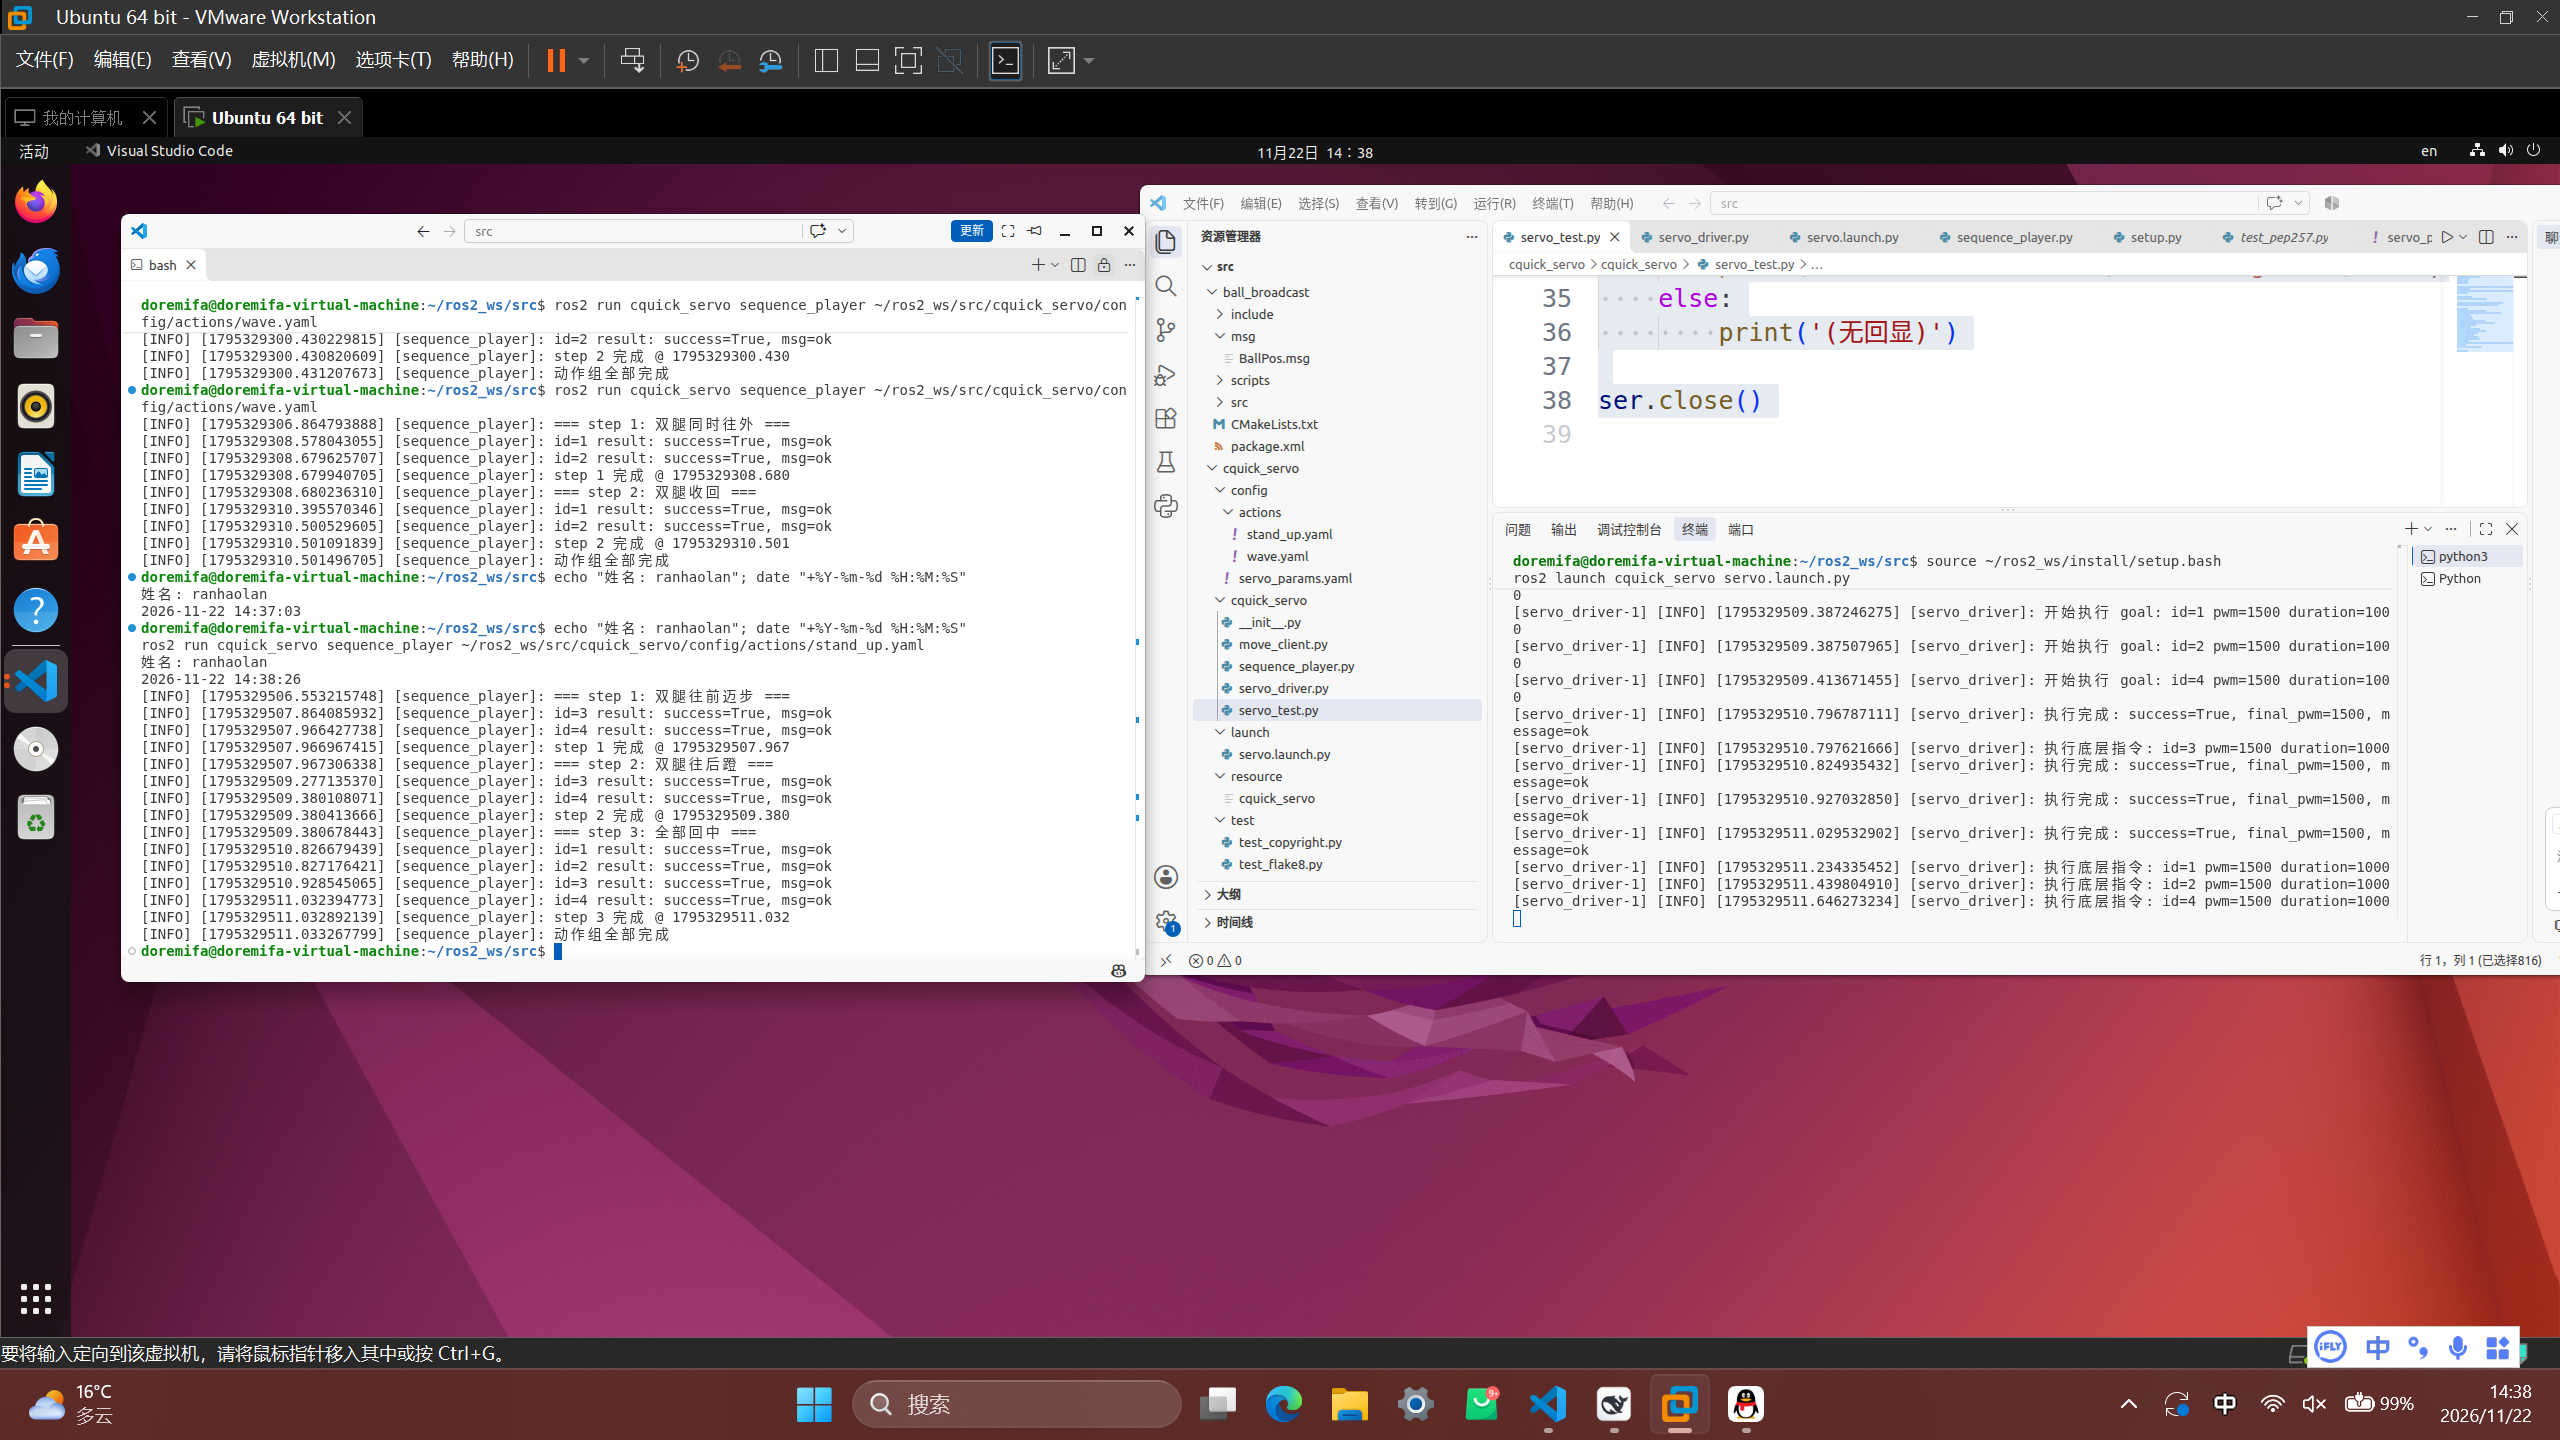 Ubuntu 64 bit - VMware Workstation
文件(F) 编辑(E) 查看(V) 虚拟机(M) 选项卡(T) 帮助(H)
我的计算机
Ubuntu 64 bit
活动
Visual Studio Code
11月22日 14：38
en
src
更新
bash
doremifa@doremifa-virtual-machine:~/ros2_ws/src$ ros2 run cquick_servo sequence_player ~/ros2_ws/src/cquick_servo/con
fig/actions/wave.yaml
[INFO] [1795329300.430229815] [sequence_player]: id=2 result: success=True, msg=ok
[INFO] [1795329300.430820609] [sequence_player]: step 2 完成 @ 1795329300.430
[INFO] [1795329300.431207673] [sequence_player]: 动作组全部完成
doremifa@doremifa-virtual-machine:~/ros2_ws/src$ ros2 run cquick_servo sequence_player ~/ros2_ws/src/cquick_servo/con
fig/actions/wave.yaml
[INFO] [1795329306.864793888] [sequence_player]: === step 1: 双腿同时往外 ===
[INFO] [1795329308.578043055] [sequence_player]: id=1 result: success=True, msg=ok
[INFO] [1795329308.679625707] [sequence_player]: id=2 result: success=True, msg=ok
[INFO] [1795329308.679940705] [sequence_player]: step 1 完成 @ 1795329308.680
[INFO] [1795329308.680236310] [sequence_player]: === step 2: 双腿收回 ===
[INFO] [1795329310.395570346] [sequence_player]: id=1 result: success=True, msg=ok
[INFO] [1795329310.500529605] [sequence_player]: id=2 result: success=True, msg=ok
[INFO] [1795329310.501091839] [sequence_player]: step 2 完成 @ 1795329310.501
[INFO] [1795329310.501496705] [sequence_player]: 动作组全部完成
doremifa@doremifa-virtual-machine:~/ros2_ws/src$ echo "姓名: ranhaolan"; date "+%Y-%m-%d %H:%M:%S"
姓名: ranhaolan
2026-11-22 14:37:03
doremifa@doremifa-virtual-machine:~/ros2_ws/src$ echo "姓名: ranhaolan"; date "+%Y-%m-%d %H:%M:%S"
ros2 run cquick_servo sequence_player ~/ros2_ws/src/cquick_servo/config/actions/stand_up.yaml
姓名: ranhaolan
2026-11-22 14:38:26
[INFO] [1795329506.553215748] [sequence_player]: === step 1: 双腿往前迈步 ===
[INFO] [1795329507.864085932] [sequence_player]: id=3 result: success=True, msg=ok
[INFO] [1795329507.966427738] [sequence_player]: id=4 result: success=True, msg=ok
[INFO] [1795329507.966967415] [sequence_player]: step 1 完成 @ 1795329507.967
[INFO] [1795329507.967306338] [sequence_player]: === step 2: 双腿往后蹬 ===
[INFO] [1795329509.277135370] [sequence_player]: id=3 result: success=True, msg=ok
[INFO] [1795329509.380108071] [sequence_player]: id=4 result: success=True, msg=ok
[INFO] [1795329509.380413666] [sequence_player]: step 2 完成 @ 1795329509.380
[INFO] [1795329509.380678443] [sequence_player]: === step 3: 全部回中 ===
[INFO] [1795329510.826679439] [sequence_player]: id=1 result: success=True, msg=ok
[INFO] [1795329510.827176421] [sequence_player]: id=2 result: success=True, msg=ok
[INFO] [1795329510.928545065] [sequence_player]: id=3 result: success=True, msg=ok
[INFO] [1795329511.032394773] [sequence_player]: id=4 result: success=True, msg=ok
[INFO] [1795329511.032892139] [sequence_player]: step 3 完成 @ 1795329511.032
[INFO] [1795329511.033267799] [sequence_player]: 动作组全部完成
doremifa@doremifa-virtual-machine:~/ros2_ws/src$
文件(F) 编辑(E) 选择(S) 查看(V) 转到(G) 运行(R) 终端(T) 帮助(H)
src
资源管理器
src
ball_broadcast
include
msg
BallPos.msg
scripts
src
CMakeLists.txt
package.xml
cquick_servo
config
actions
stand_up.yaml
wave.yaml
servo_params.yaml
cquick_servo
__init__.py
move_client.py
sequence_player.py
servo_driver.py
servo_test.py
launch
servo.launch.py
resource
cquick_servo
test
test_copyright.py
test_flake8.py
大纲
时间线
1
servo_test.py servo_driver.py servo.launch.py sequence_player.py setup.py test_pep257.py servo_p
聊
cquick_servo > cquick_servo > servo_test.py > ...
35 else:
36 print('(无回显)')
37
38 ser.close()
39
问题 输出 调试控制台 终端 端口
doremifa@doremifa-virtual-machine:~/ros2_ws/src$ source ~/ros2_ws/install/setup.bash
ros2 launch cquick_servo servo.launch.py
0
[servo_driver-1] [INFO] [1795329509.387246275] [servo_driver]: 开始执行 goal: id=1 pwm=1500 duration=100
0
[servo_driver-1] [INFO] [1795329509.387507965] [servo_driver]: 开始执行 goal: id=2 pwm=1500 duration=100
0
[servo_driver-1] [INFO] [1795329509.413671455] [servo_driver]: 开始执行 goal: id=4 pwm=1500 duration=100
0
[servo_driver-1] [INFO] [1795329510.796787111] [servo_driver]: 执行完成: success=True, final_pwm=1500, m
essage=ok
[servo_driver-1] [INFO] [1795329510.797621666] [servo_driver]: 执行底层指令: id=3 pwm=1500 duration=1000
[servo_driver-1] [INFO] [1795329510.824935432] [servo_driver]: 执行完成: success=True, final_pwm=1500, m
essage=ok
[servo_driver-1] [INFO] [1795329510.927032850] [servo_driver]: 执行完成: success=True, final_pwm=1500, m
essage=ok
[servo_driver-1] [INFO] [1795329511.029532902] [servo_driver]: 执行完成: success=True, final_pwm=1500, m
essage=ok
[servo_driver-1] [INFO] [1795329511.234335452] [servo_driver]: 执行底层指令: id=1 pwm=1500 duration=1000
[servo_driver-1] [INFO] [1795329511.439804910] [servo_driver]: 执行底层指令: id=2 pwm=1500 duration=1000
[servo_driver-1] [INFO] [1795329511.646273234] [servo_driver]: 执行底层指令: id=4 pwm=1500 duration=1000
python3
Python
0 0
行 1，列 1 (已选择816)
要将输入定向到该虚拟机，请将鼠标指针移入其中或按 Ctrl+G。
iFLY 中
16°C
多云
搜索
9+
中
99%
14:38
2026/11/22